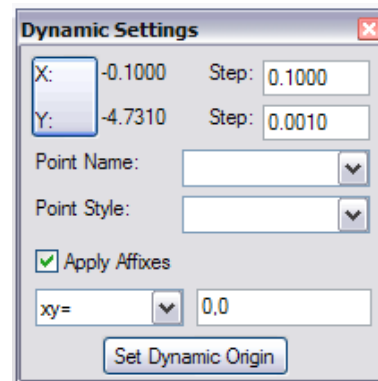 Dynamic Settings
X: -0.1000 Step: 0.1000
Y: -4.7310 Step: 0.0010
Point Name:
Point Style:
Apply Affixes
xy= 0,0
Set Dynamic Origin